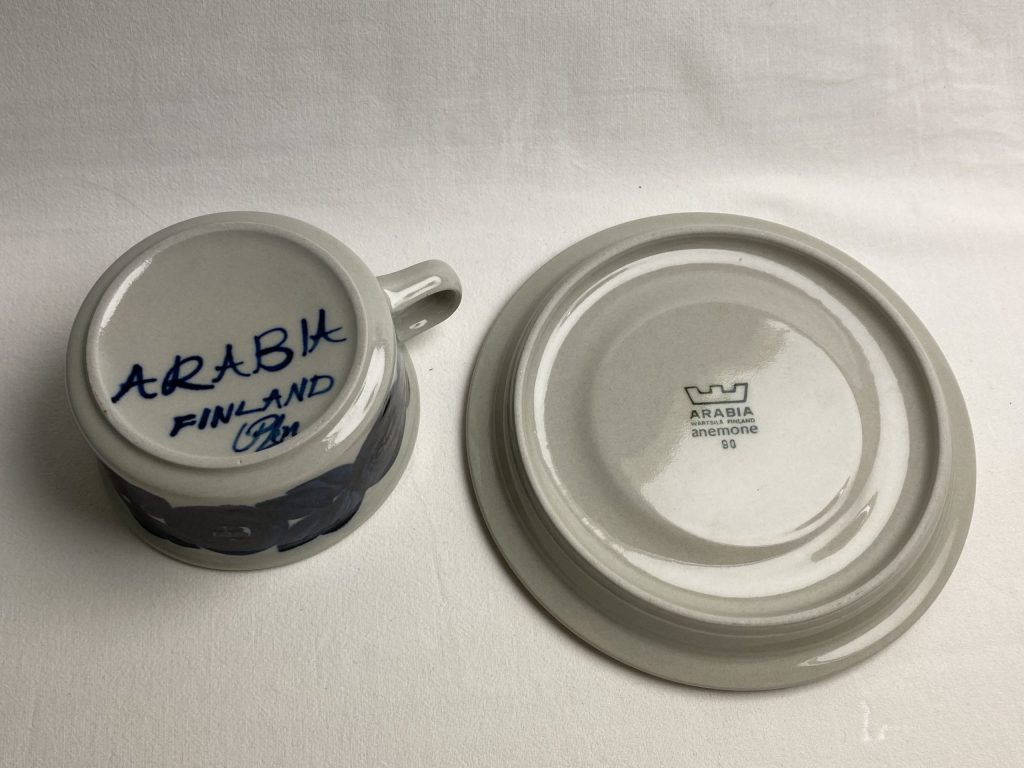 ARABIA
FINLAND
ARABIA
WÄRTSILÄ FINLAND
anemone
90